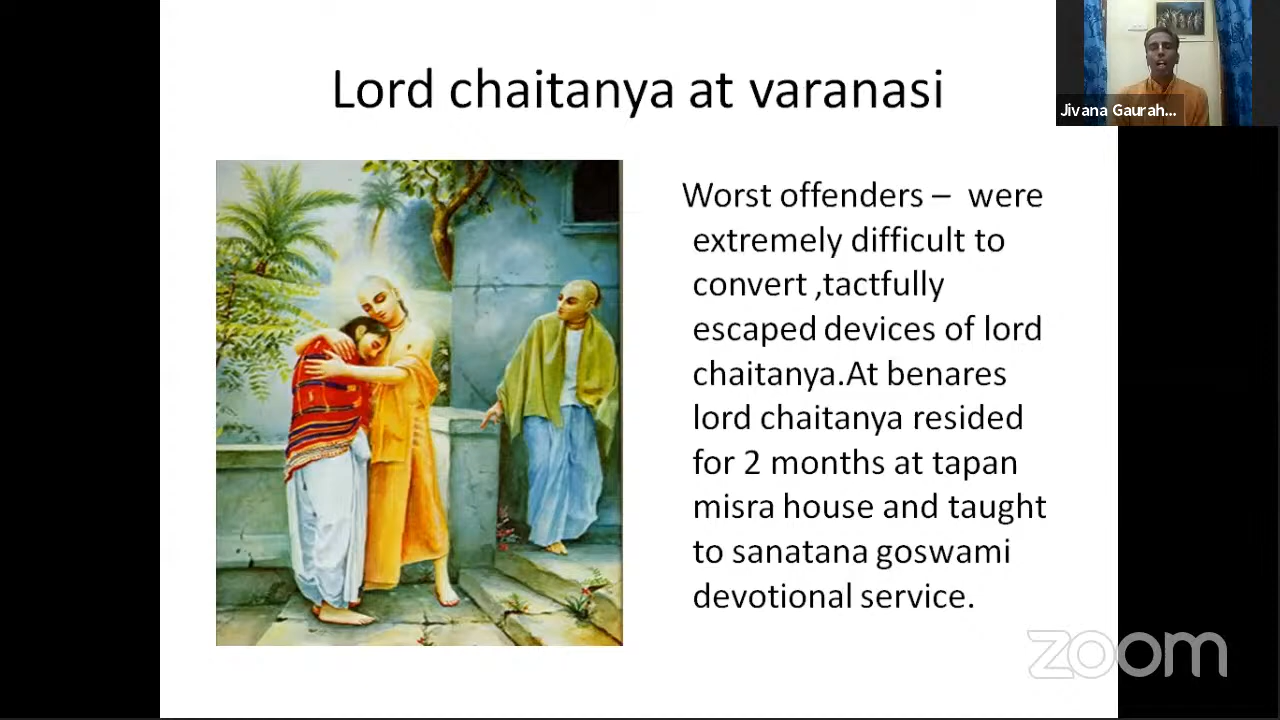 Lord chaitanya at varanasi
Jivana Gaurah...
Worst offenders – were
extremely difficult to
convert ,tactfully
escaped devices of lord
chaitanya.At benares
lord chaitanya resided
for 2 months at tapan
misra house and taught
to sanatana goswami
devotional service.
zoom